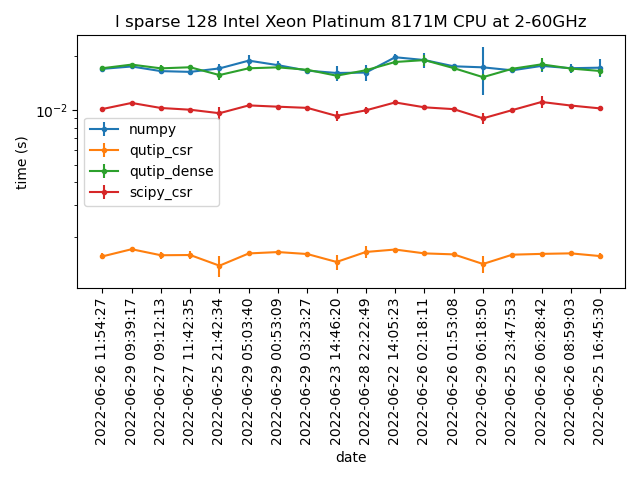 l sparse 128 Intel Xeon Platinum 8171M CPU at 2-60GHz
time (s)
10⁻²
numpy
qutip_csr
qutip_dense
scipy_csr
2022-06-26 11:54:27
2022-06-29 09:39:17
2022-06-27 09:12:13
2022-06-27 11:42:35
2022-06-25 21:42:34
2022-06-29 05:03:40
2022-06-29 00:53:09
2022-06-29 03:23:27
2022-06-23 14:46:20
2022-06-28 22:22:49
2022-06-22 14:05:23
2022-06-26 02:18:11
2022-06-26 01:53:08
2022-06-29 06:18:50
2022-06-25 23:47:53
2022-06-26 06:28:42
2022-06-26 08:59:03
2022-06-25 16:45:30
date